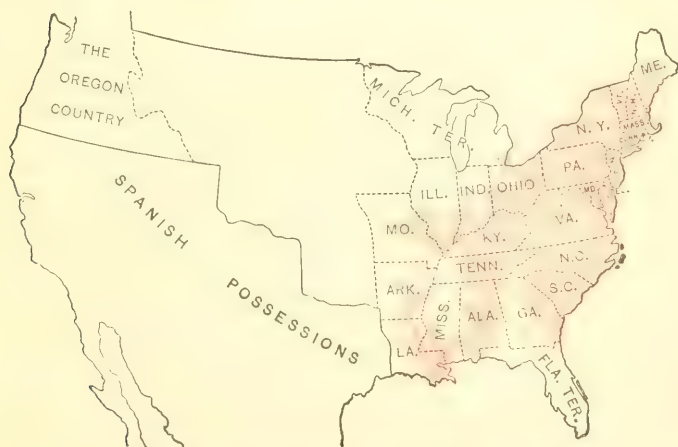 THE
OREGON
COUNTRY
SPANISH POSSESSIONS
MICH. TER.
ME.
N. Y.
MASS.
PA.
ILL.
IND.
OHIO
MD.
VA.
MO.
KY.
N.C.
TENN.
ARK.
S.C.
MISS.
ALA.
GA.
LA.
FLA. TER.